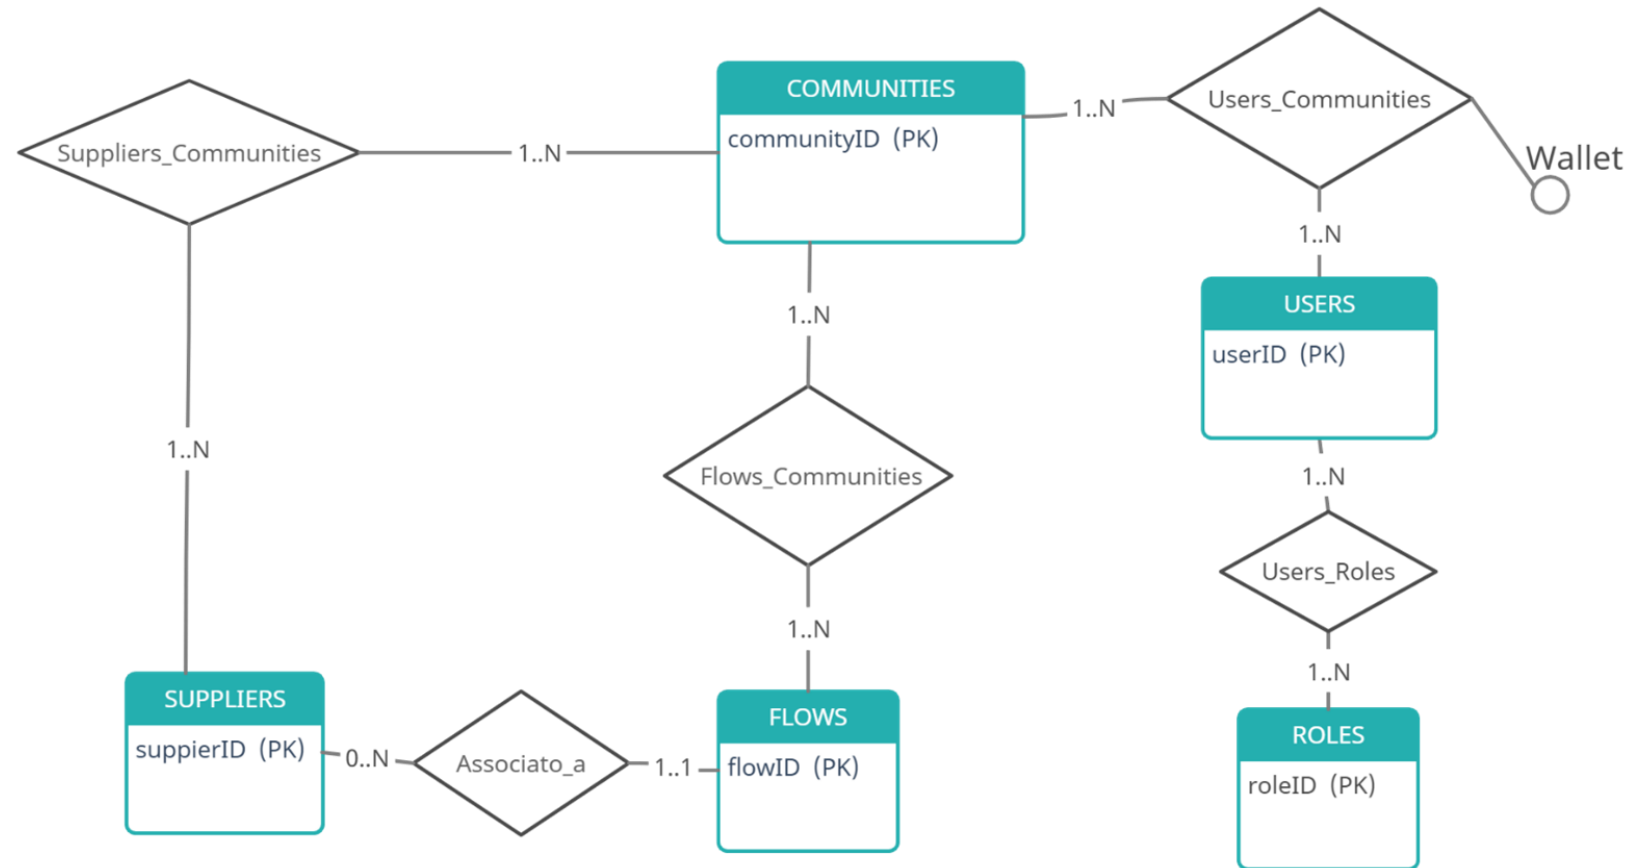 COMMUNITIES
communityID (PK)
1..N
Users_Communities
Wallet
Suppliers_Communities
1..N
1..N
USERS
userID (PK)
1..N
1..N
Flows_Communities
1..N
Users_Roles
1..N
1..N
SUPPLIERS
suppierID (PK)
0..N
Associato_a
1..1
FLOWS
flowID (PK)
ROLES
roleID (PK)